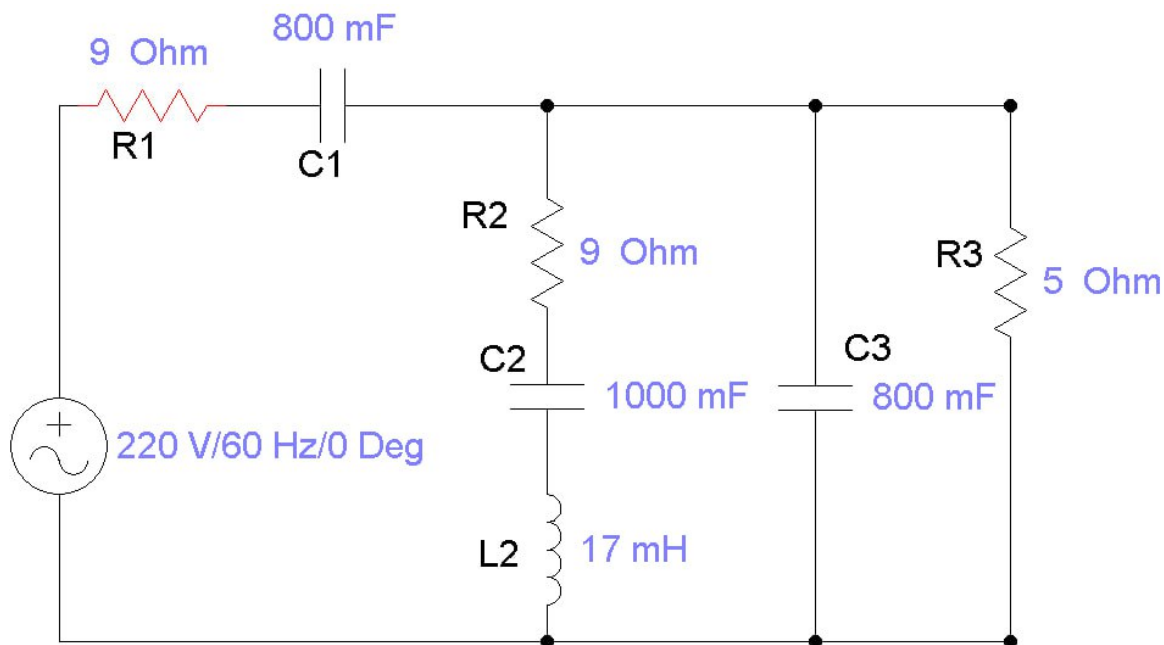 800 mF
9 Ohm
R1
C1
R2
9 Ohm
R3
5 Ohm
C2
1000 mF
C3
800 mF
220 V/60 Hz/0 Deg
L2
17 mH